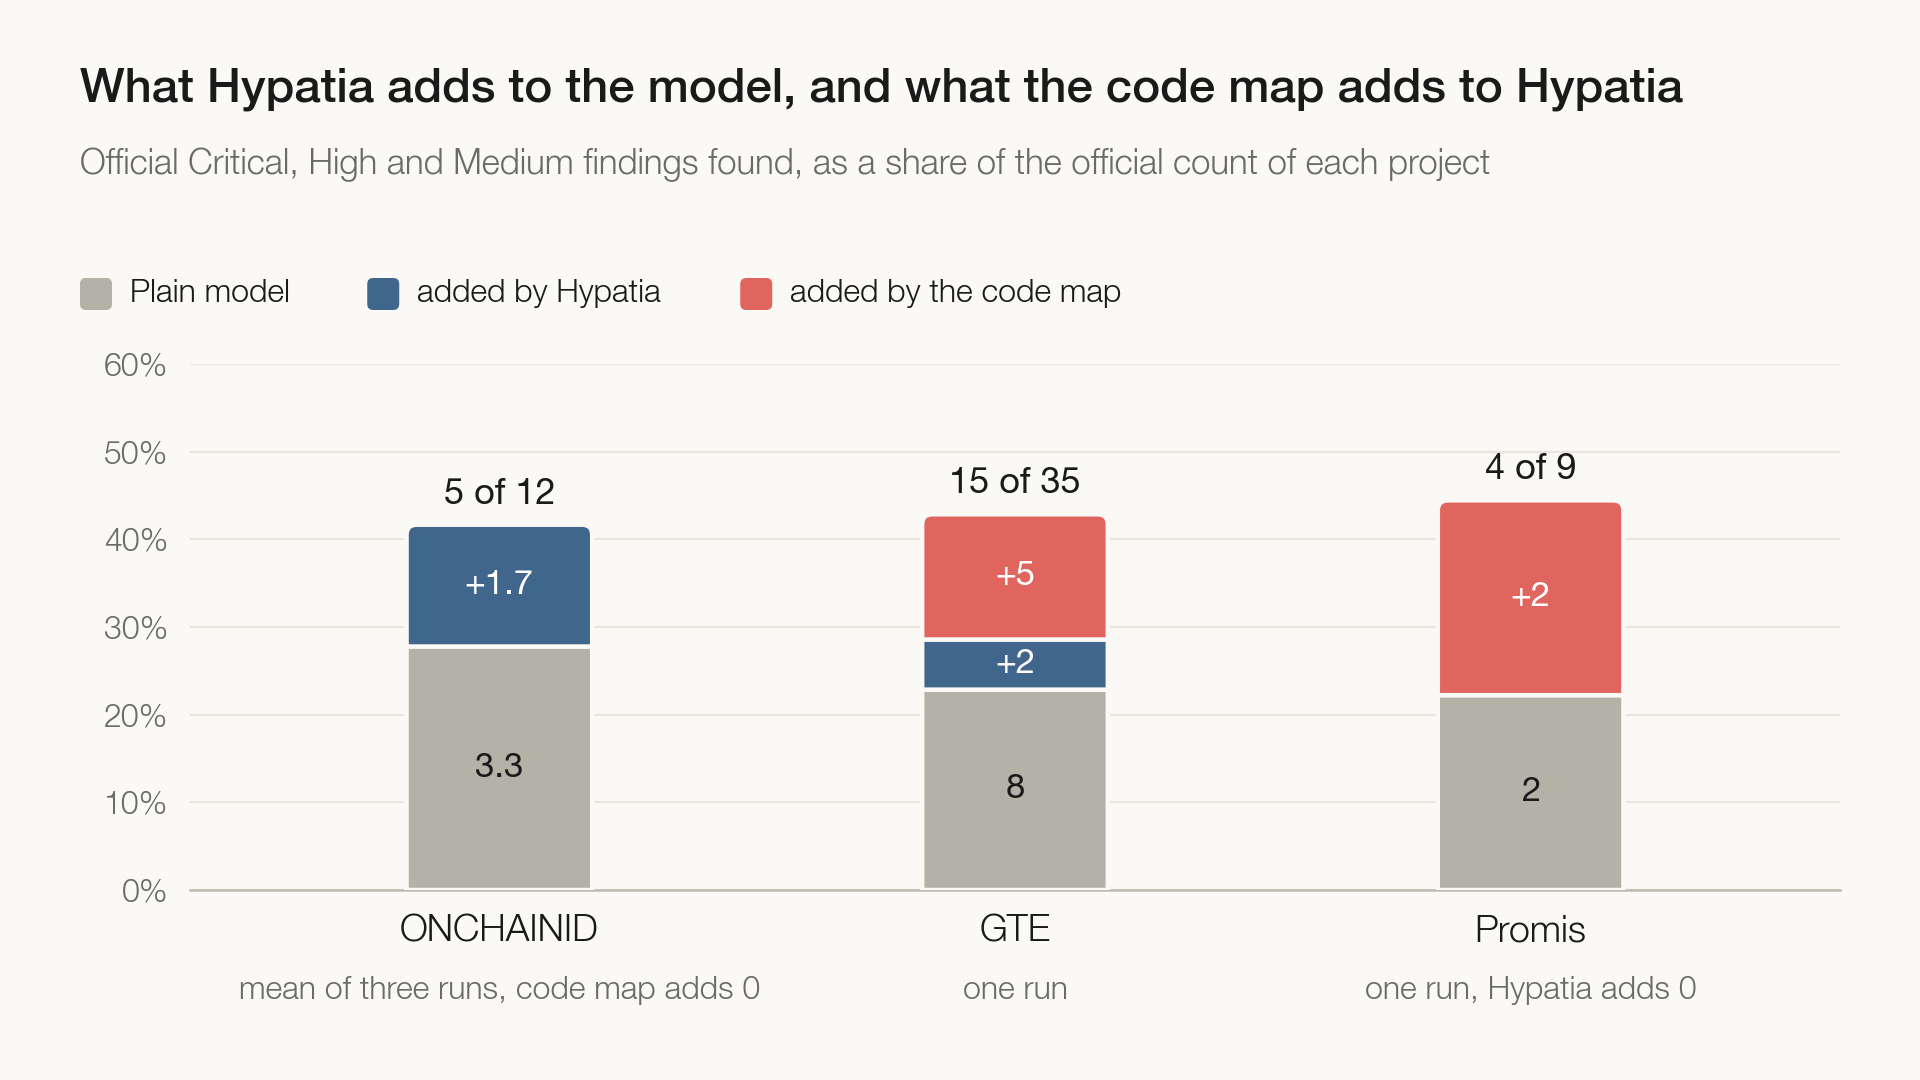 What Hypatia adds to the model, and what the code map adds to Hypatia
Official Critical, High and Medium findings found, as a share of the official count of each project
Plain model
added by Hypatia
added by the code map
60%
50%
40%
30%
20%
10%
0%
5 of 12
+1.7
3.3
15 of 35
+5
+2
8
4 of 9
+2
2
ONCHAINID
GTE
Promis
mean of three runs, code map adds 0
one run
one run, Hypatia adds 0